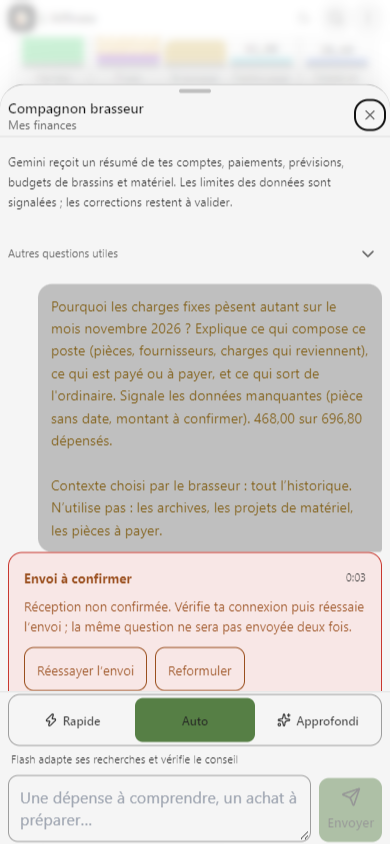 Compagnon brasseur
Mes finances
Gemini reçoit un résumé de tes comptes, paiements, prévisions,
budgets de brassins et matériel. Les limites des données sont
signalées ; les corrections restent à valider.
Autres questions utiles
Pourquoi les charges fixes pèsent autant sur le
mois novembre 2026 ? Explique ce qui compose ce
poste (pièces, fournisseurs, charges qui reviennent),
ce qui est payé ou à payer, et ce qui sort de
l'ordinaire. Signale les données manquantes (pièce
sans date, montant à confirmer). 468,00 sur 696,80
dépensés.
Contexte choisi par le brasseur : tout l'historique.
N'utilise pas : les archives, les projets de matériel,
les pièces à payer.
Envoi à confirmer 0:03
Réception non confirmée. Vérifie ta connexion puis réessaie
l'envoi ; la même question ne sera pas envoyée deux fois.
Réessayer l'envoi Reformuler
Rapide Auto Approfondi
Flash adapte ses recherches et vérifie le conseil
Une dépense à comprendre, un achat à
préparer...
Envoyer